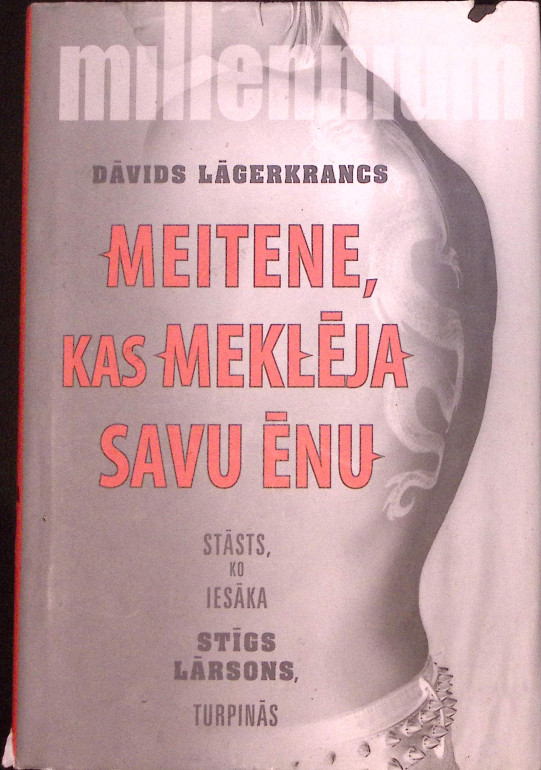 millennium
DĀVIDS LĀGERKRANCS
MEITENE,
KAS MEKLĒJA
SAVU ĒNU
STĀSTS,
KO
IESĀKA
STĪGS
LĀRSONS,
TURPINĀS